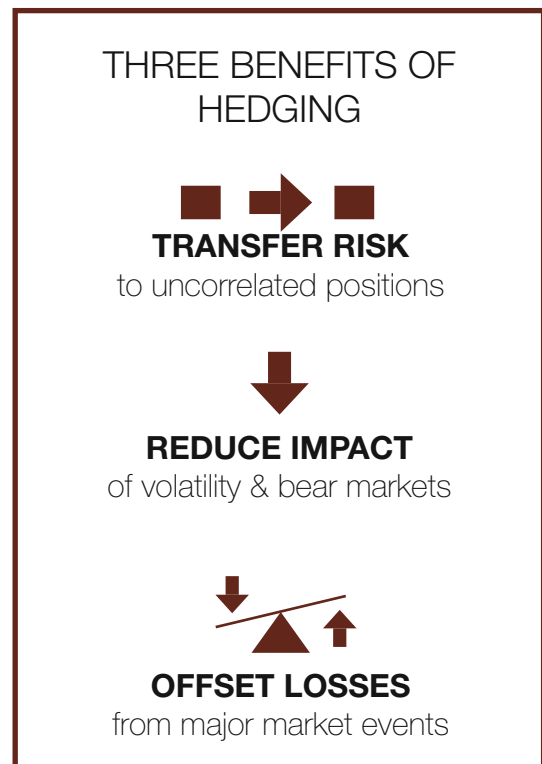 THREE BENEFITS OF
HEDGING
TRANSFER RISK
to uncorrelated positions
REDUCE IMPACT
of volatility & bear markets
OFFSET LOSSES
from major market events